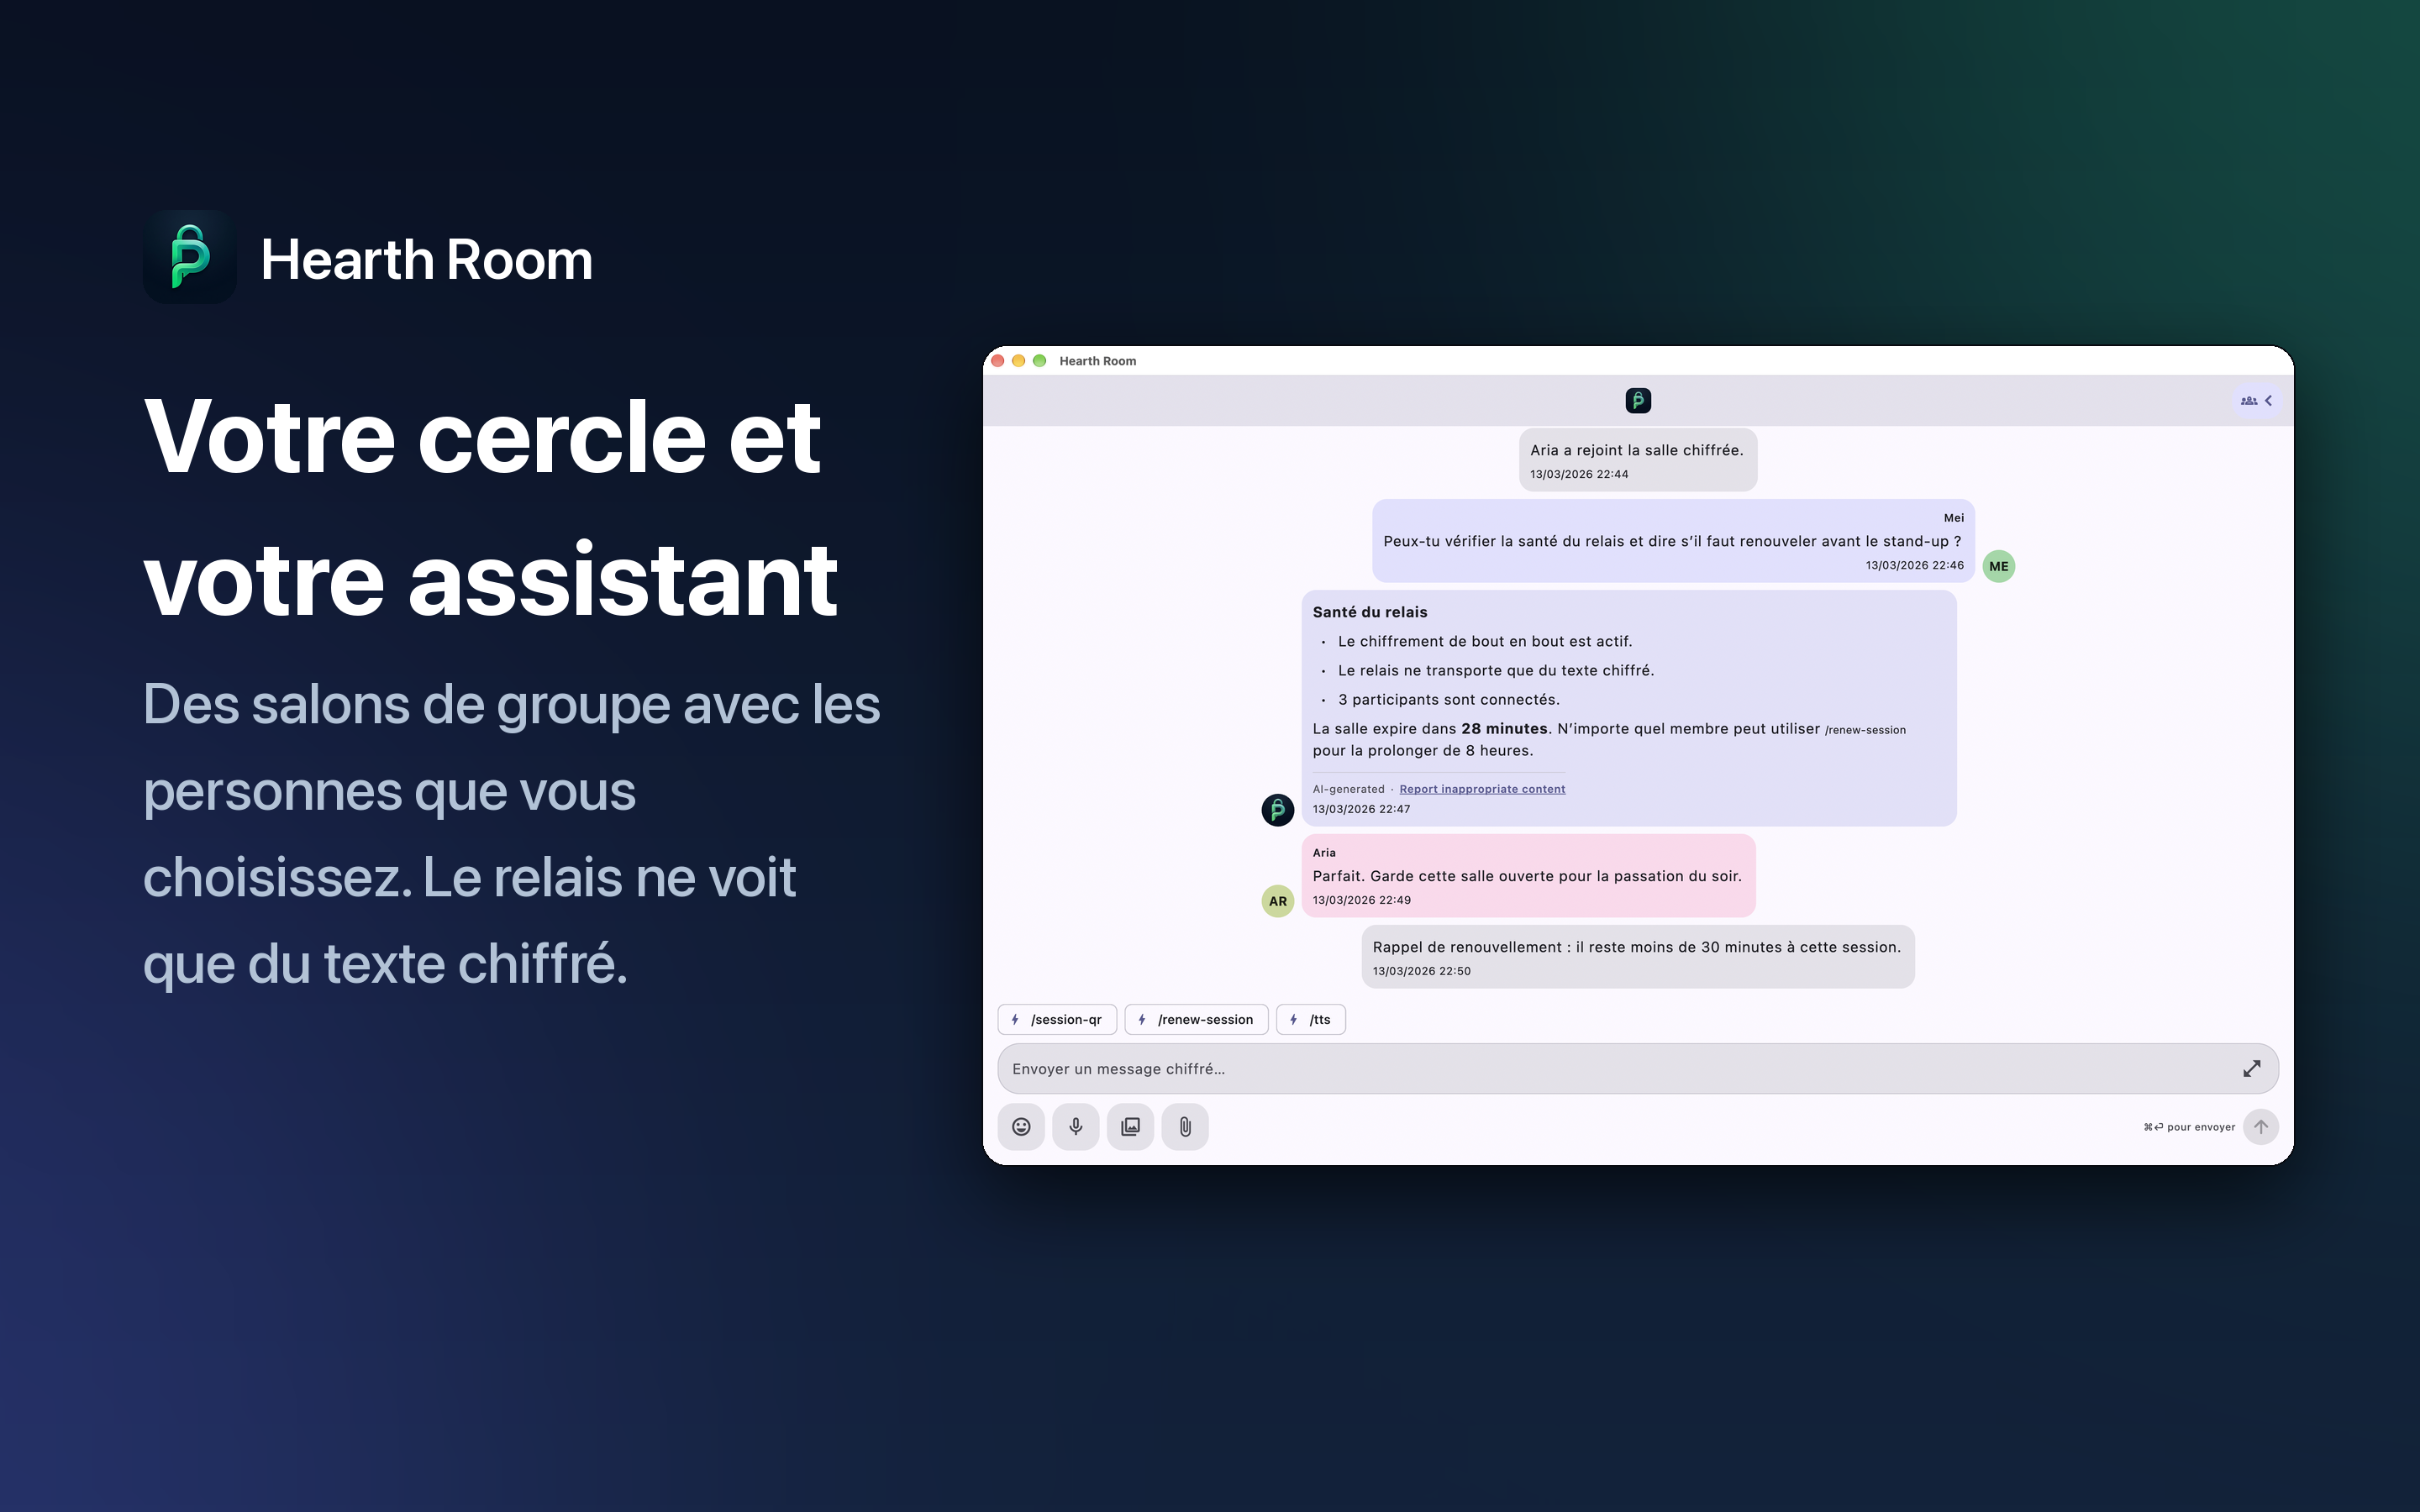 Hearth Room
Votre cercle et
votre assistant
Des salons de groupe avec les
personnes que vous
choisissez. Le relais ne voit
que du texte chiffré.
Hearth Room
Aria a rejoint la salle chiffrée.
13/03/2026 22:44
Mei
Peux-tu vérifier la santé du relais et dire s’il faut renouveler avant le stand-up ?
13/03/2026 22:46
ME
Santé du relais
• Le chiffrement de bout en bout est actif.
• Le relais ne transporte que du texte chiffré.
• 3 participants sont connectés.
La salle expire dans 28 minutes. N’importe quel membre peut utiliser /renew-session
pour la prolonger de 8 heures.
AI-generated · Report inappropriate content
13/03/2026 22:47
Aria
Parfait. Garde cette salle ouverte pour la passation du soir.
13/03/2026 22:49
AR
Rappel de renouvellement : il reste moins de 30 minutes à cette session.
13/03/2026 22:50
/session-qr /renew-session /tts
Envoyer un message chiffré…
⌘⏎ pour envoyer